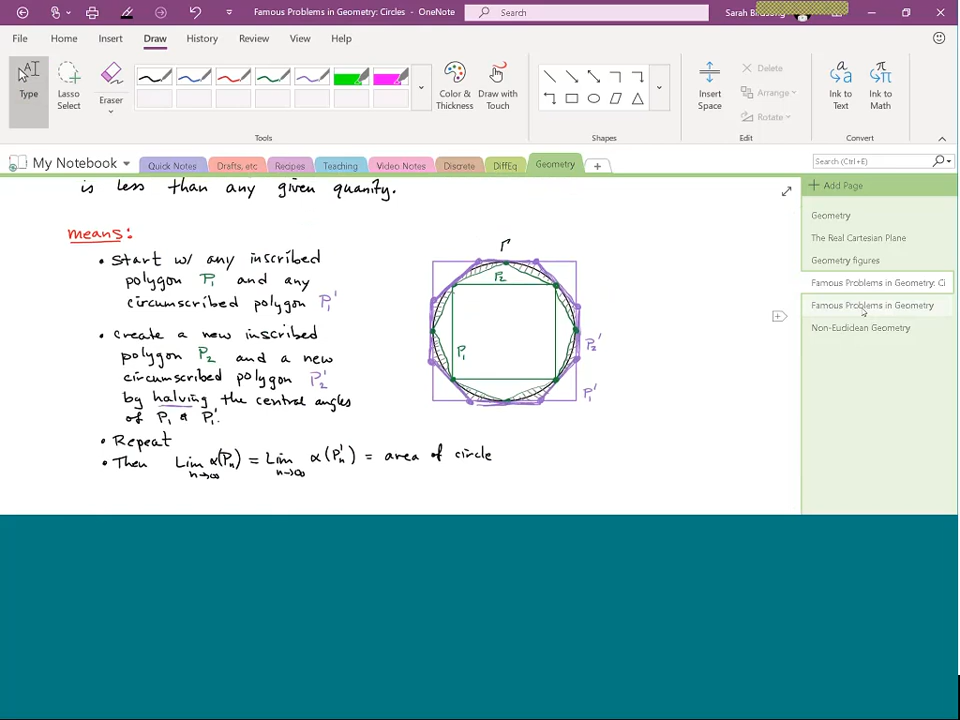 Famous Problems in Geometry: Circles - OneNote
Search
File
Home
Insert
Draw
History
Review
View
Help
Type
Lasso
Select
Eraser
Color &
Thickness
Draw with
Touch
Insert
Space
Delete
Arrange
Rotate
Ink to
Text
Ink to
Math
Tools
Shapes
Edit
Convert
My Notebook
Quick Notes
Drafts, etc
Recipes
Teaching
Video Notes
Discrete
DiffEq
Geometry
Search (Ctrl+E)
Add Page
Geometry
The Real Cartesian Plane
Geometry figures
Famous Problems in Geometry: Ci
Famous Problems in Geometry
Non-Euclidean Geometry
is less than any given quantity.
means:
• Start w/ any inscribed
polygon P₁ and any
circumscribed polygon P₁'
• Create a new inscribed
polygon P₂ and a new
circumscribed polygon P₂'
by halving the central angles
of P₁ & P₁'.
• Repeat
• Then Lim n→∞ α(Pn) = Lim n→∞ α(Pn') = area of circle
Γ
P₂
P₁
P₂'
P₁'